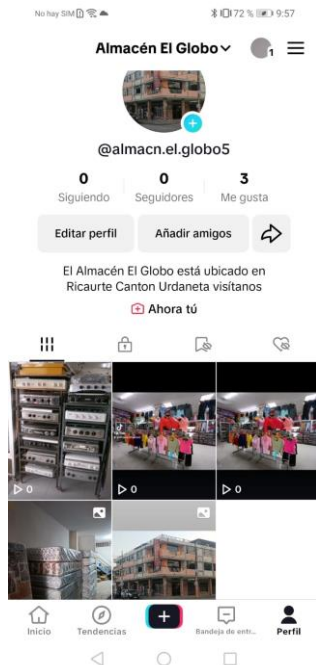 No hay SIM 72 % 9:57
Almacén El Globo 1
@almacn.el.globo5
0 0 3
Siguiendo Seguidores Me gusta
Editar perfil Añadir amigos
El Almacén El Globo está ubicado en
Ricaurte Canton Urdaneta visítanos
Ahora tú
0 0 0
Inicio Tendencias Bandeja de entr... Perfil